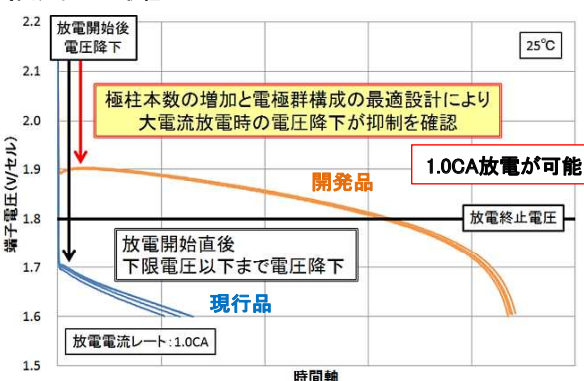 2.2
2.1
2.0
1.9
1.8
1.7
1.6
1.5
端子電圧(V/セル)
放電開始後
電圧降下
25℃
極柱本数の増加と電極群構成の最適設計により
大電流放電時の電圧降下が抑制を確認
開発品
1.0CA放電が可能
放電終止電圧
放電開始直後
下限電圧以下まで電圧降下
現行品
放電電流レート:1.0CA
時間軸